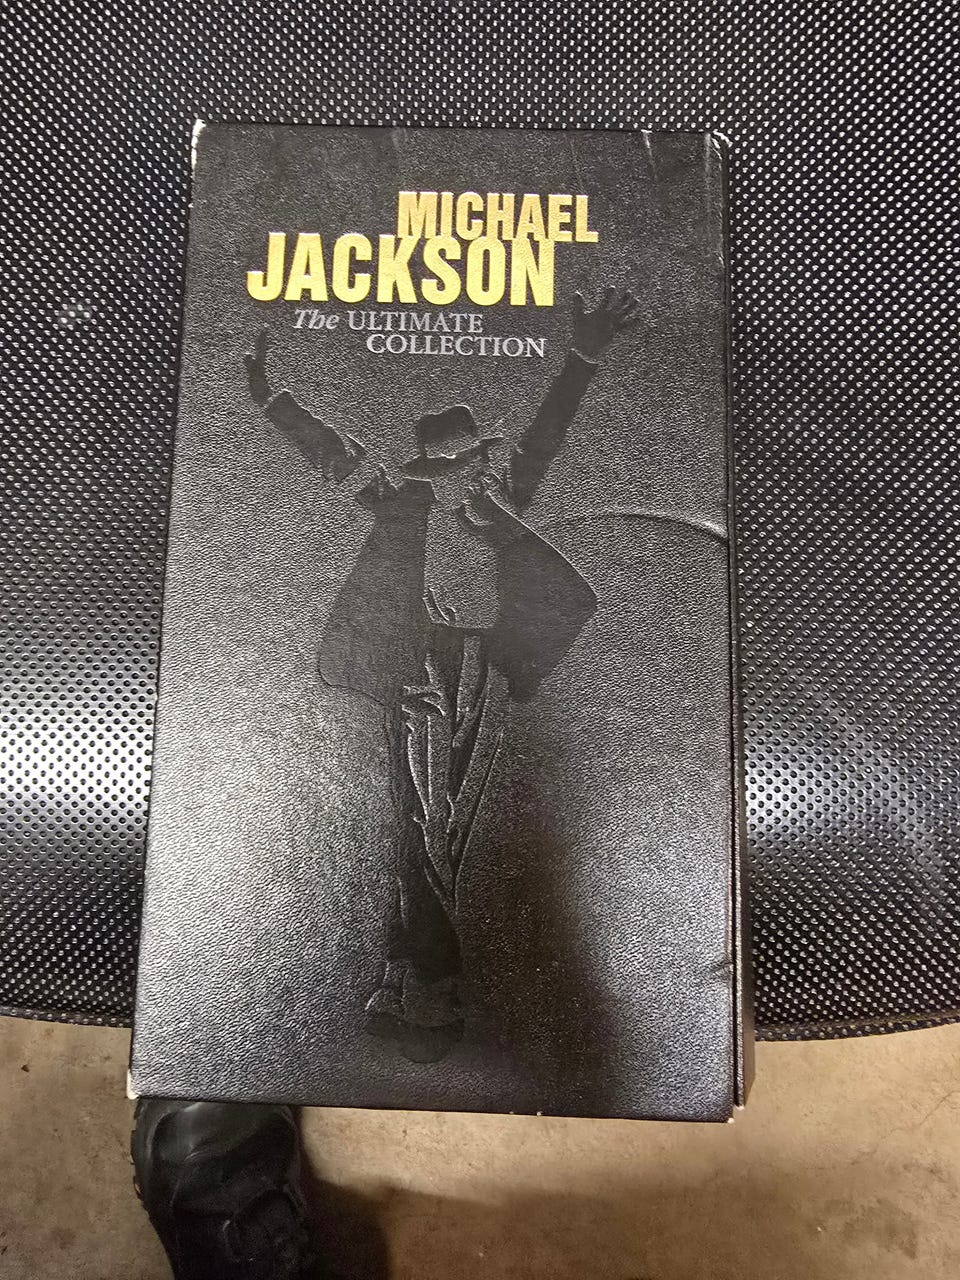 MICHAEL
JACKSON
The ULTIMATE
COLLECTION